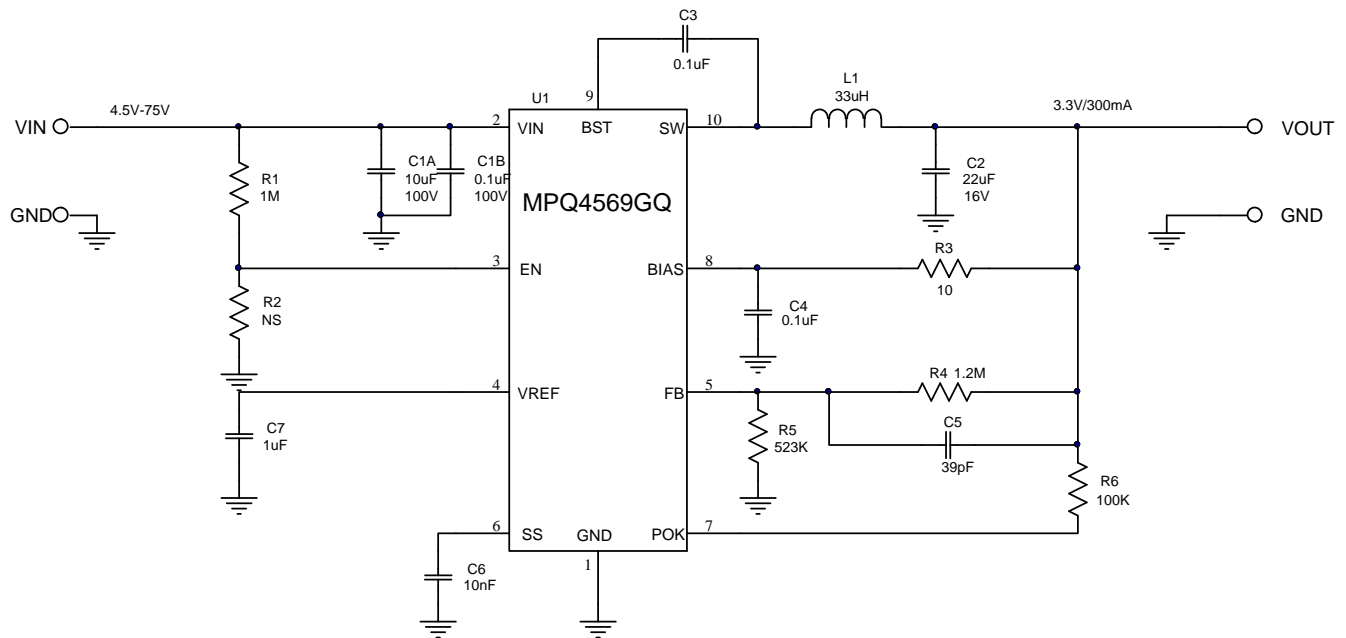 C3
0.1uF
4.5V-75V
VIN
GND
R1
1M
C1A
10uF
100V
C1B
0.1uF
100V
U1
9
BST
2
VIN
SW
10
MPQ4569GQ
L1
33uH
3.3V/300mA
VOUT
GND
C2
22uF
16V
3
EN
BIAS
8
R3
10
R2
NS
C4
0.1uF
4
VREF
FB
5
R4 1.2M
C7
1uF
R5
523K
C5
39pF
R6
100K
6
SS
GND
POK
7
1
C6
10nF